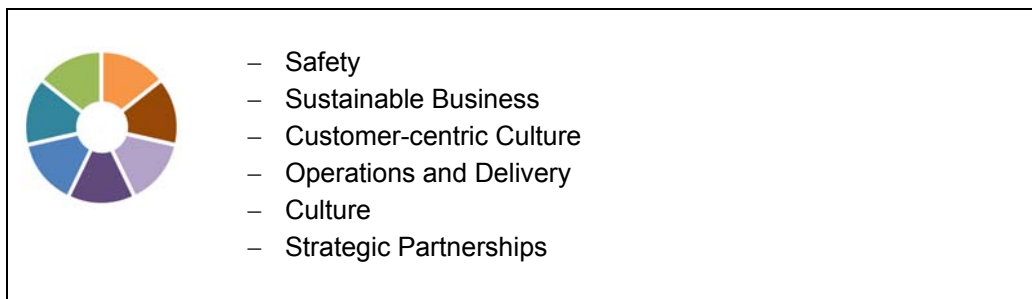 – Safety
– Sustainable Business
– Customer-centric Culture
– Operations and Delivery
– Culture
– Strategic Partnerships